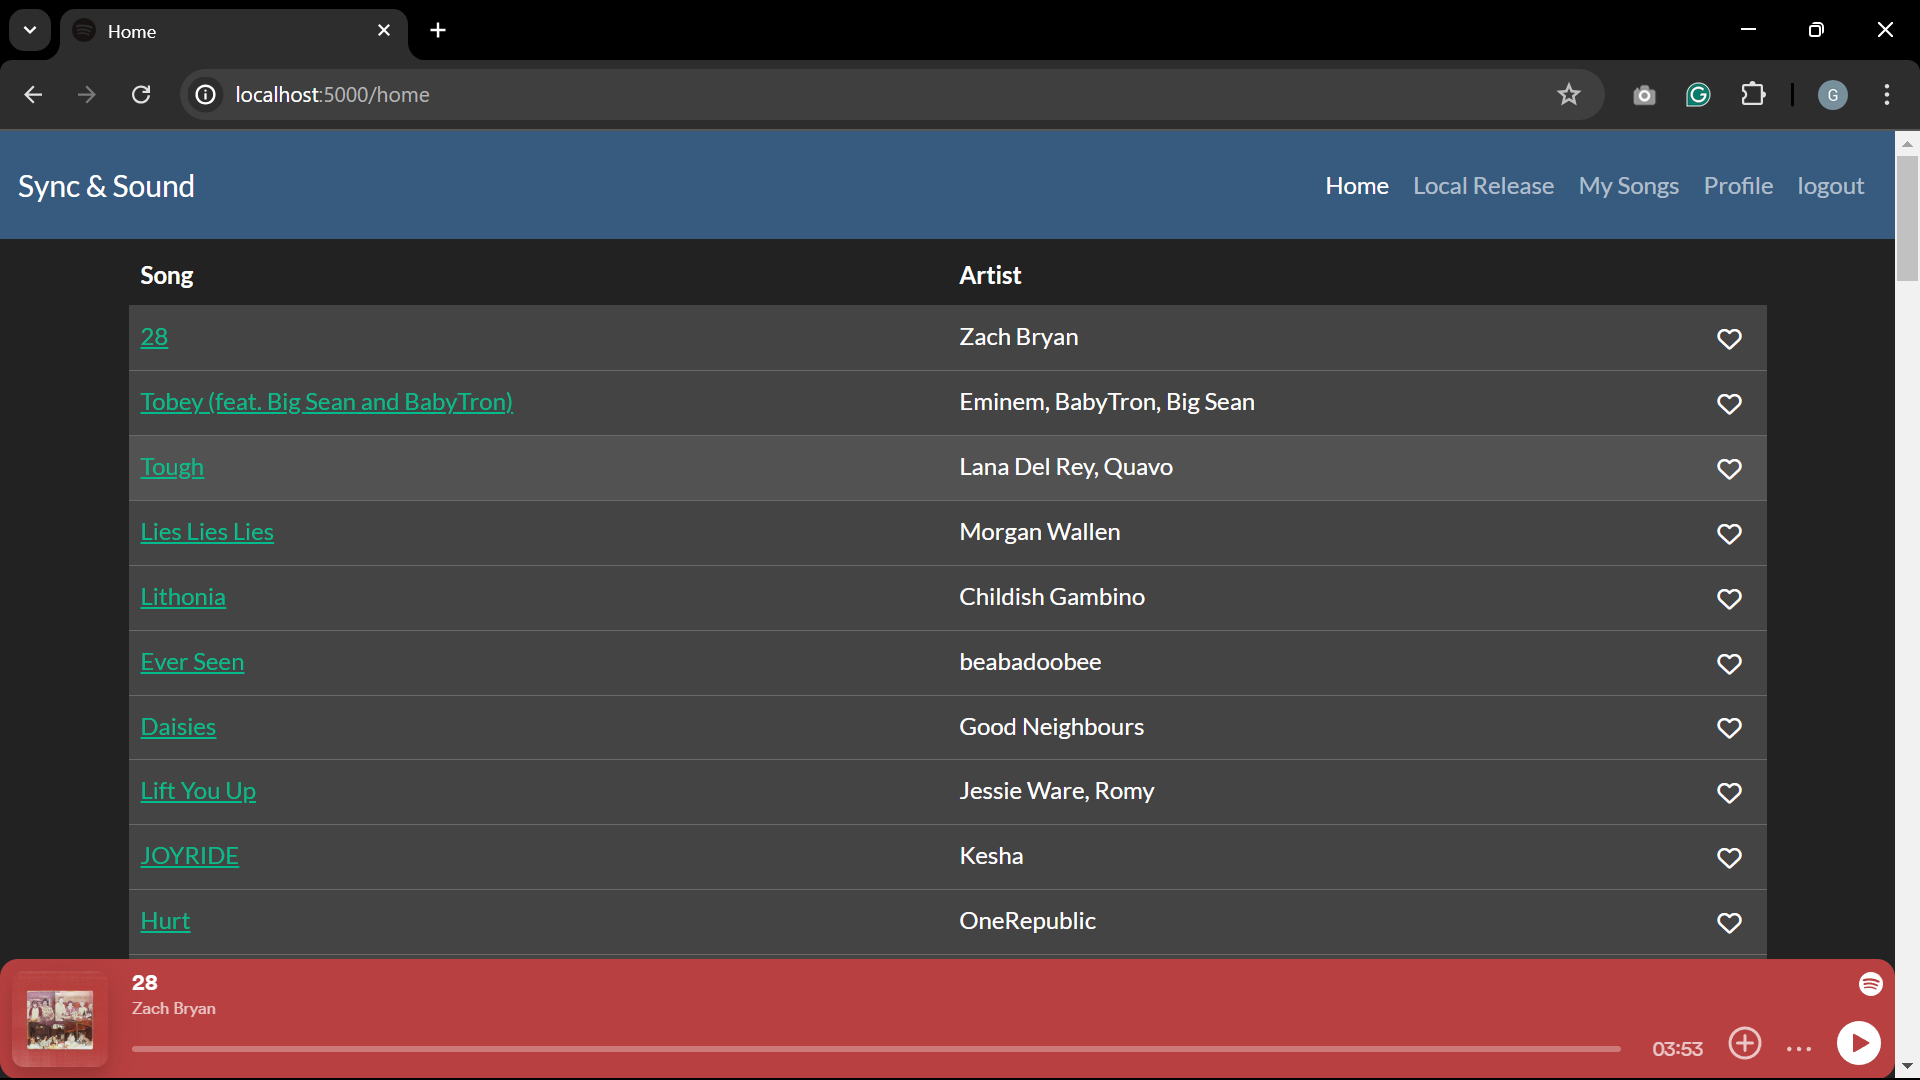 Home
localhost:5000/home
G
Sync & Sound
Home Local Release My Songs Profile logout
Song Artist
28 Zach Bryan
Tobey (feat. Big Sean and BabyTron) Eminem, BabyTron, Big Sean
Tough Lana Del Rey, Quavo
Lies Lies Lies Morgan Wallen
Lithonia Childish Gambino
Ever Seen beabadoobee
Daisies Good Neighbours
Lift You Up Jessie Ware, Romy
JOYRIDE Kesha
Hurt OneRepublic
28
Zach Bryan
03:53